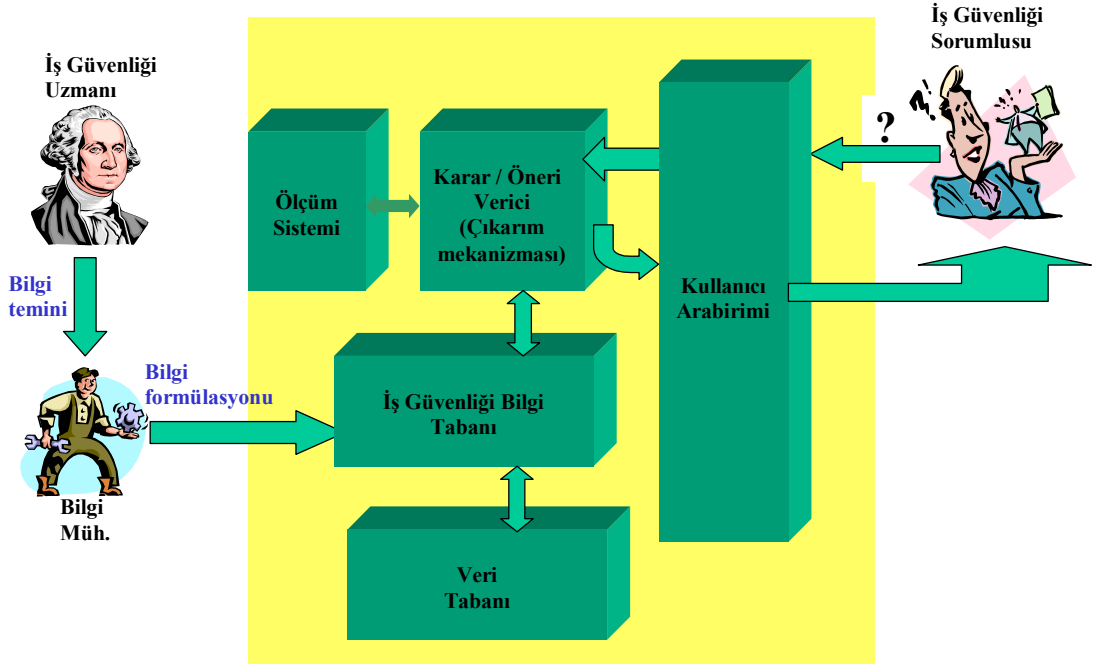 İş Güvenliği
Uzmanı
İş Güvenliği
Sorumlusu
?
Ölçüm
Sistemi
Karar / Öneri
Verici
(Çıkarım
mekanizması)
Kullanıcı
Arabirimi
Bilgi
temini
Bilgi
formülasyonu
İş Güvenliği Bilgi
Tabanı
Bilgi
Müh.
Veri
Tabanı